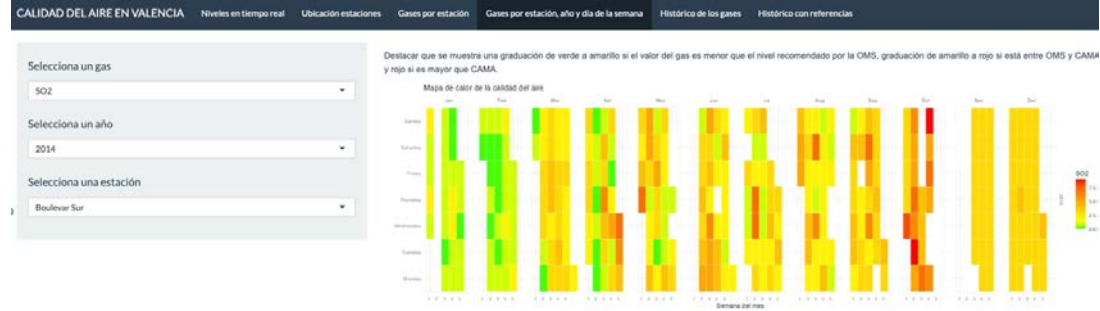 CALIDAD DEL AIRE EN VALENCIA Niveles en tiempo real Ubicación estaciones Gases por estación Gases por estación, año y día de la semana Histórico de los gases Histórico con referencias
Selecciona un gas
SO2
Selecciona un año
2014
Selecciona una estación
Boulevar Sur
Destacar que se muestra una graduación de verde a amarillo si el valor del gas es menor que el nivel recomendado por la OMS, graduación de amarillo a rojo si está entre OMS y CAMA
y rojo si es mayor que CAMA.
Mapa de calor de la calidad del aire
Jan Feb Mar Apr May Jun Jul Aug Sep Oct Nov Dec
Sunday
Saturday
Friday
Thursday
Wednesday
Tuesday
Monday
SO2
2014
Semana del mes